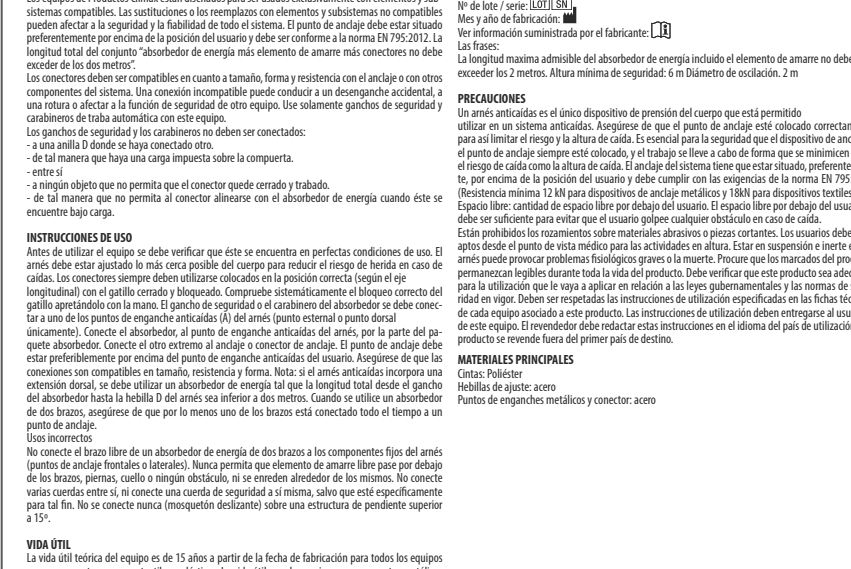 sistemas compatibles. Las sustituciones o los reemplazos con elementos y subsistemas no compatibles
pueden afectar a la seguridad y la fiabilidad de todo el sistema. El punto de anclaje debe estar situado
preferentemente por encima de la posición del usuario y debe ser conforme a la norma EN 795:2012. La
longitud total del conjunto “absorbedor de energía más elemento de amarre más conectores no debe
exceder de los dos metros”.
Los conectores deben ser compatibles en cuanto a tamaño, forma y resistencia con el anclaje o con otros
componentes del sistema. Una conexión incompatible puede conducir a un desenganche accidental, a
una rotura o afectar a la función de seguridad de otro equipo. Use solamente ganchos de seguridad y
carabineros de traba automática con este equipo.
Los ganchos de seguridad y los carabineros no deben ser conectados:
- a una anilla D donde se haya conectado otro.
- de tal manera que haya una carga impuesta sobre la compuerta.
- entre sí
- a ningún objeto que no permita que el conector quede cerrado y trabado.
- de tal manera que no permita al conector alinearse con el absorbedor de energía cuando éste se
encuentre bajo carga.
INSTRUCCIONES DE USO
Antes de utilizar el equipo se debe verificar que éste se encuentra en perfectas condiciones de uso. El
arnés debe estar ajustado lo más cerca posible del cuerpo para reducir el riesgo de herida en caso de
caídas. Los conectores siempre deben utilizarse colocados en la posición correcta (según el eje
longitudinal) con el gatillo cerrado y bloqueado. Compruebe sistemáticamente el bloqueo correcto del
gatillo apretándolo con la mano. El gancho de seguridad o el carabinero del absorbedor se debe conec-
tar a uno de los puntos de enganche anticaídas (A) del arnés (punto esternal o punto dorsal
únicamente). Conecte el absorbedor, al punto de enganche anticaídas del arnés, por la parte del pa-
quete absorbedor. Conecte el otro extremo al anclaje o conector de anclaje. El punto de anclaje debe
estar preferiblemente por encima del punto de enganche anticaídas del usuario. Asegúrese de que las
conexiones son compatibles en tamaño, resistencia y forma. Nota: si el arnés anticaídas incorpora una
extensión dorsal, se debe utilizar un absorbedor de energía tal que la longitud total desde el gancho
del absorbedor hasta la hebilla D del arnés sea inferior a dos metros. Cuando se utilice un absorbedor
de dos brazos, asegúrese de que por lo menos uno de los brazos está conectado todo el tiempo a un
punto de anclaje.
Usos incorrectos
No conecte el brazo libre de un absorbedor de energía de dos brazos a los componentes fijos del arnés
(puntos de anclaje frontales o laterales). Nunca permita que elemento de amarre libre pase por debajo
de los brazos, piernas, cuello o ningún obstáculo, ni se enreden alrededor de los mismos. No conecte
varias cuerdas entre sí, ni conecte una cuerda de seguridad a sí misma, salvo que esté específicamente
para tal fin. No se conecte nunca (mosquetón deslizante) sobre una estructura de pendiente superior
a 15º.
VIDA ÚTIL
La vida útil teórica del equipo es de 15 años a partir de la fecha de fabricación para todos los equipos
Nº de lote / serie: LOT SN
Mes y año de fabricación:
Ver información suministrada por el fabricante:
Las frases:
La longitud maxima admisible del absorbedor de energía incluido el elemento de amarre no debe
exceeder los 2 metros. Altura mínima de seguridad: 6 m Diámetro de oscilación. 2 m
PRECAUCIONES
Un arnés anticaídas es el único dispositivo de prensión del cuerpo que está permitido
utilizar en un sistema anticaídas. Asegúrese de que el punto de anclaje esté colocado correctam
para así limitar el riesgo y la altura de caída. Es esencial para la seguridad que el dispositivo de anc
el punto de anclaje siempre esté colocado, y el trabajo se lleve a cabo de forma que se minimicen
el riesgo de caída como la altura de caída. El anclaje del sistema tiene que estar situado, preferente
te, por encima de la posición del usuario y debe cumplir con las exigencias de la norma EN 795
(Resistencia mínima 12 kN para dispositivos de anclaje metálicos y 18kN para dispositivos textiles
Espacio libre: cantidad de espacio libre por debajo del usuario. El espacio libre por debajo del usua
debe ser suficiente para evitar que el usuario golpee cualquier obstáculo en caso de caída.
Están prohibidos los rozamientos sobre materiales abrasivos o piezas cortantes. Los usuarios debe
aptos desde el punto de vista médico para las actividades en altura. Estar en suspensión e inerte e
arnés puede provocar problemas fisiológicos graves o la muerte. Procure que los marcados del pro
permanezcan legibles durante toda la vida del producto. Debe verificar que este producto sea adec
para la utilización que le vaya a aplicar en relación a las leyes gubernamentales y las normas de s
ridad en vigor. Deben ser respetadas las instrucciones de utilización especificadas en las fichas téc
de cada equipo asociado a este producto. Las instrucciones de utilización deben entregarse al usu
de este equipo. El revendedor debe redactar estas instrucciones en el idioma del país de utilización
producto se revende fuera del primer país de destino.
MATERIALES PRINCIPALES
Cintas: Poliéster
Hebillas de ajuste: acero
Puntos de enganches metálicos y conector: acero